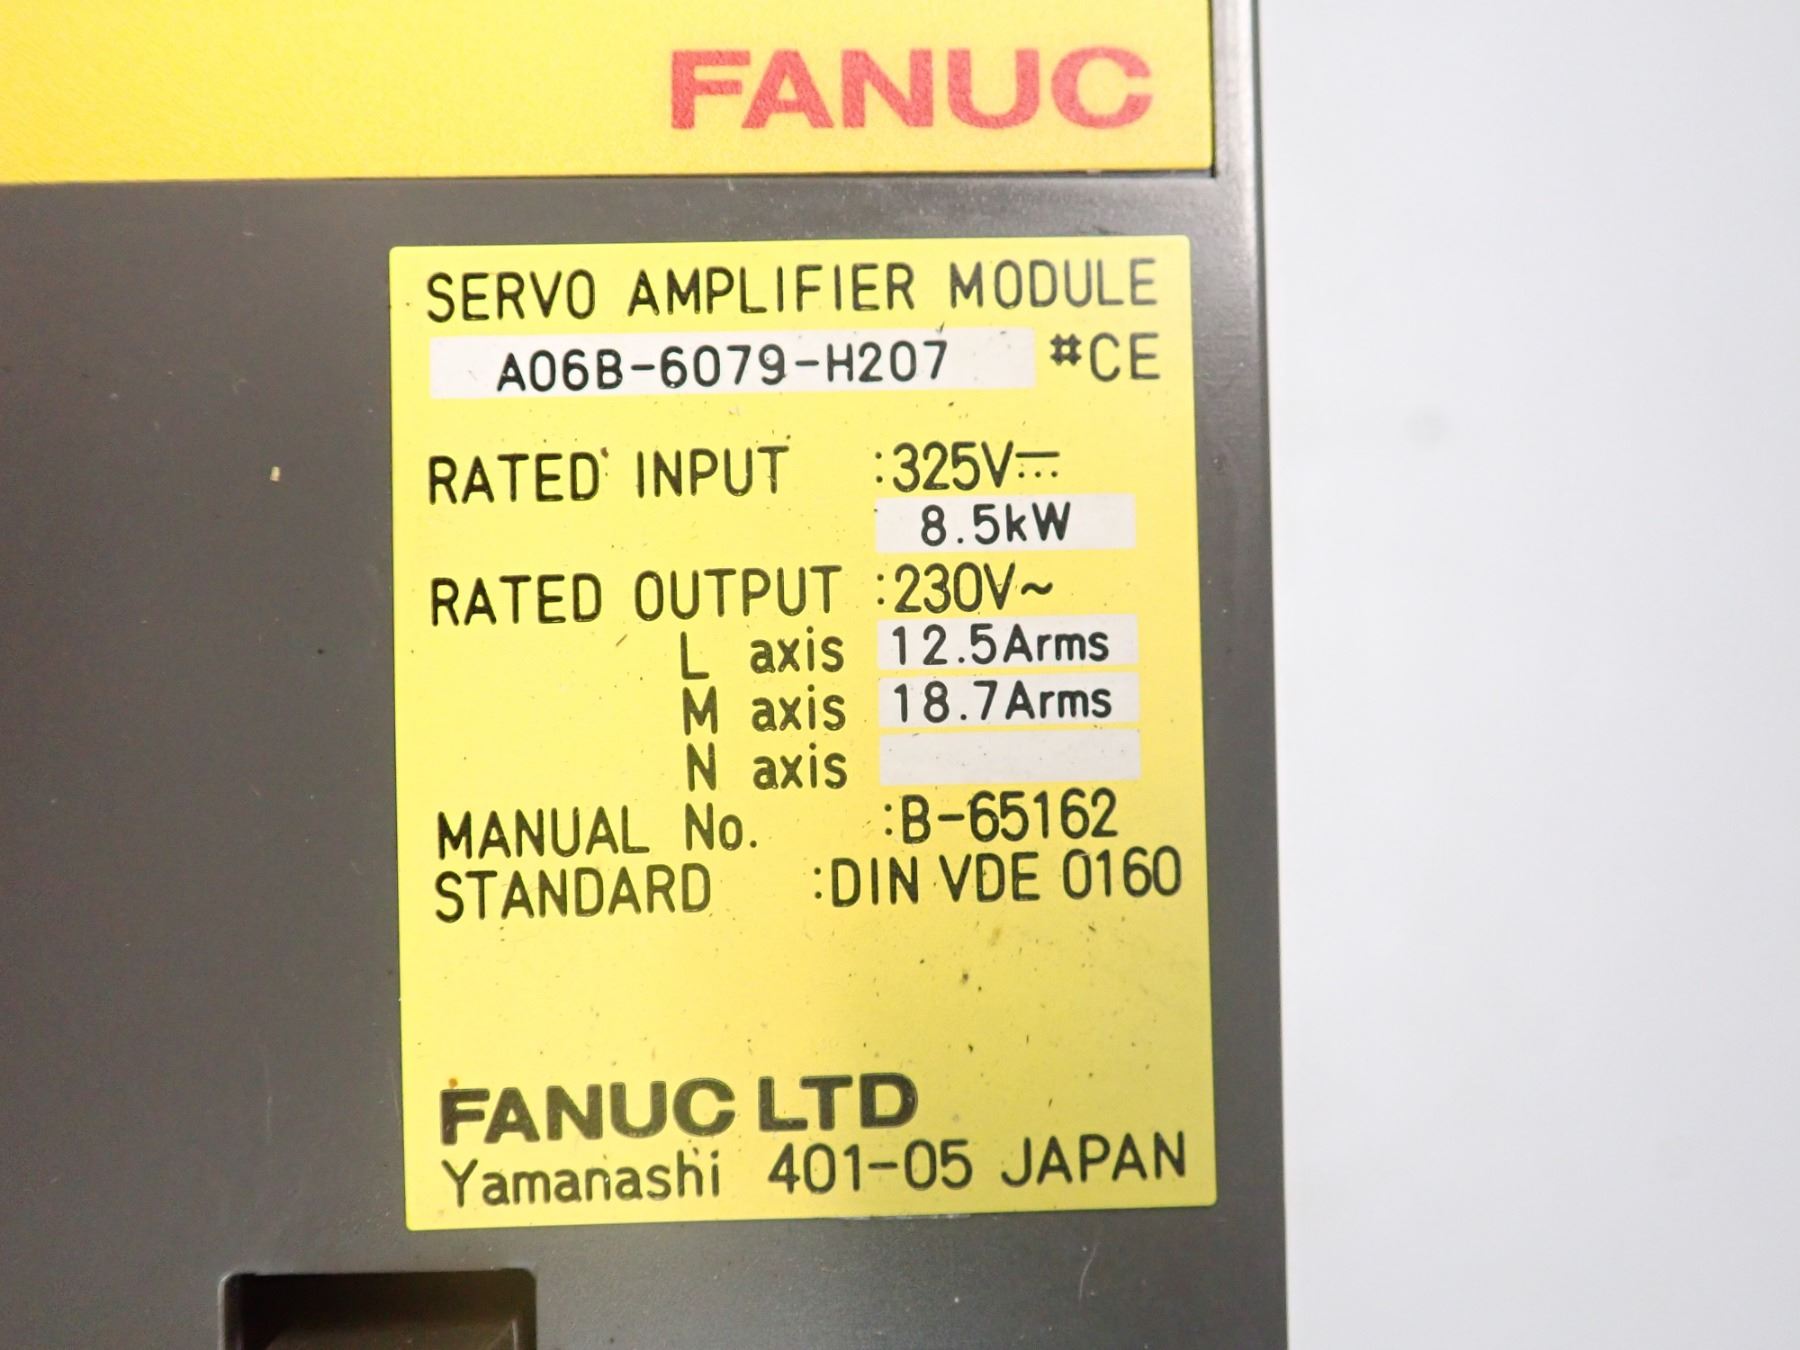 FANUC
SERVO AMPLIFIER MODULE
A06B-6079-H207 #CE
RATED INPUT :325V⎓
8.5kW
RATED OUTPUT :230V~
L axis 12.5Arms
M axis 18.7Arms
N axis
MANUAL No. :B-65162
STANDARD :DIN VDE 0160
FANUC LTD
Yamanashi 401-05 JAPAN